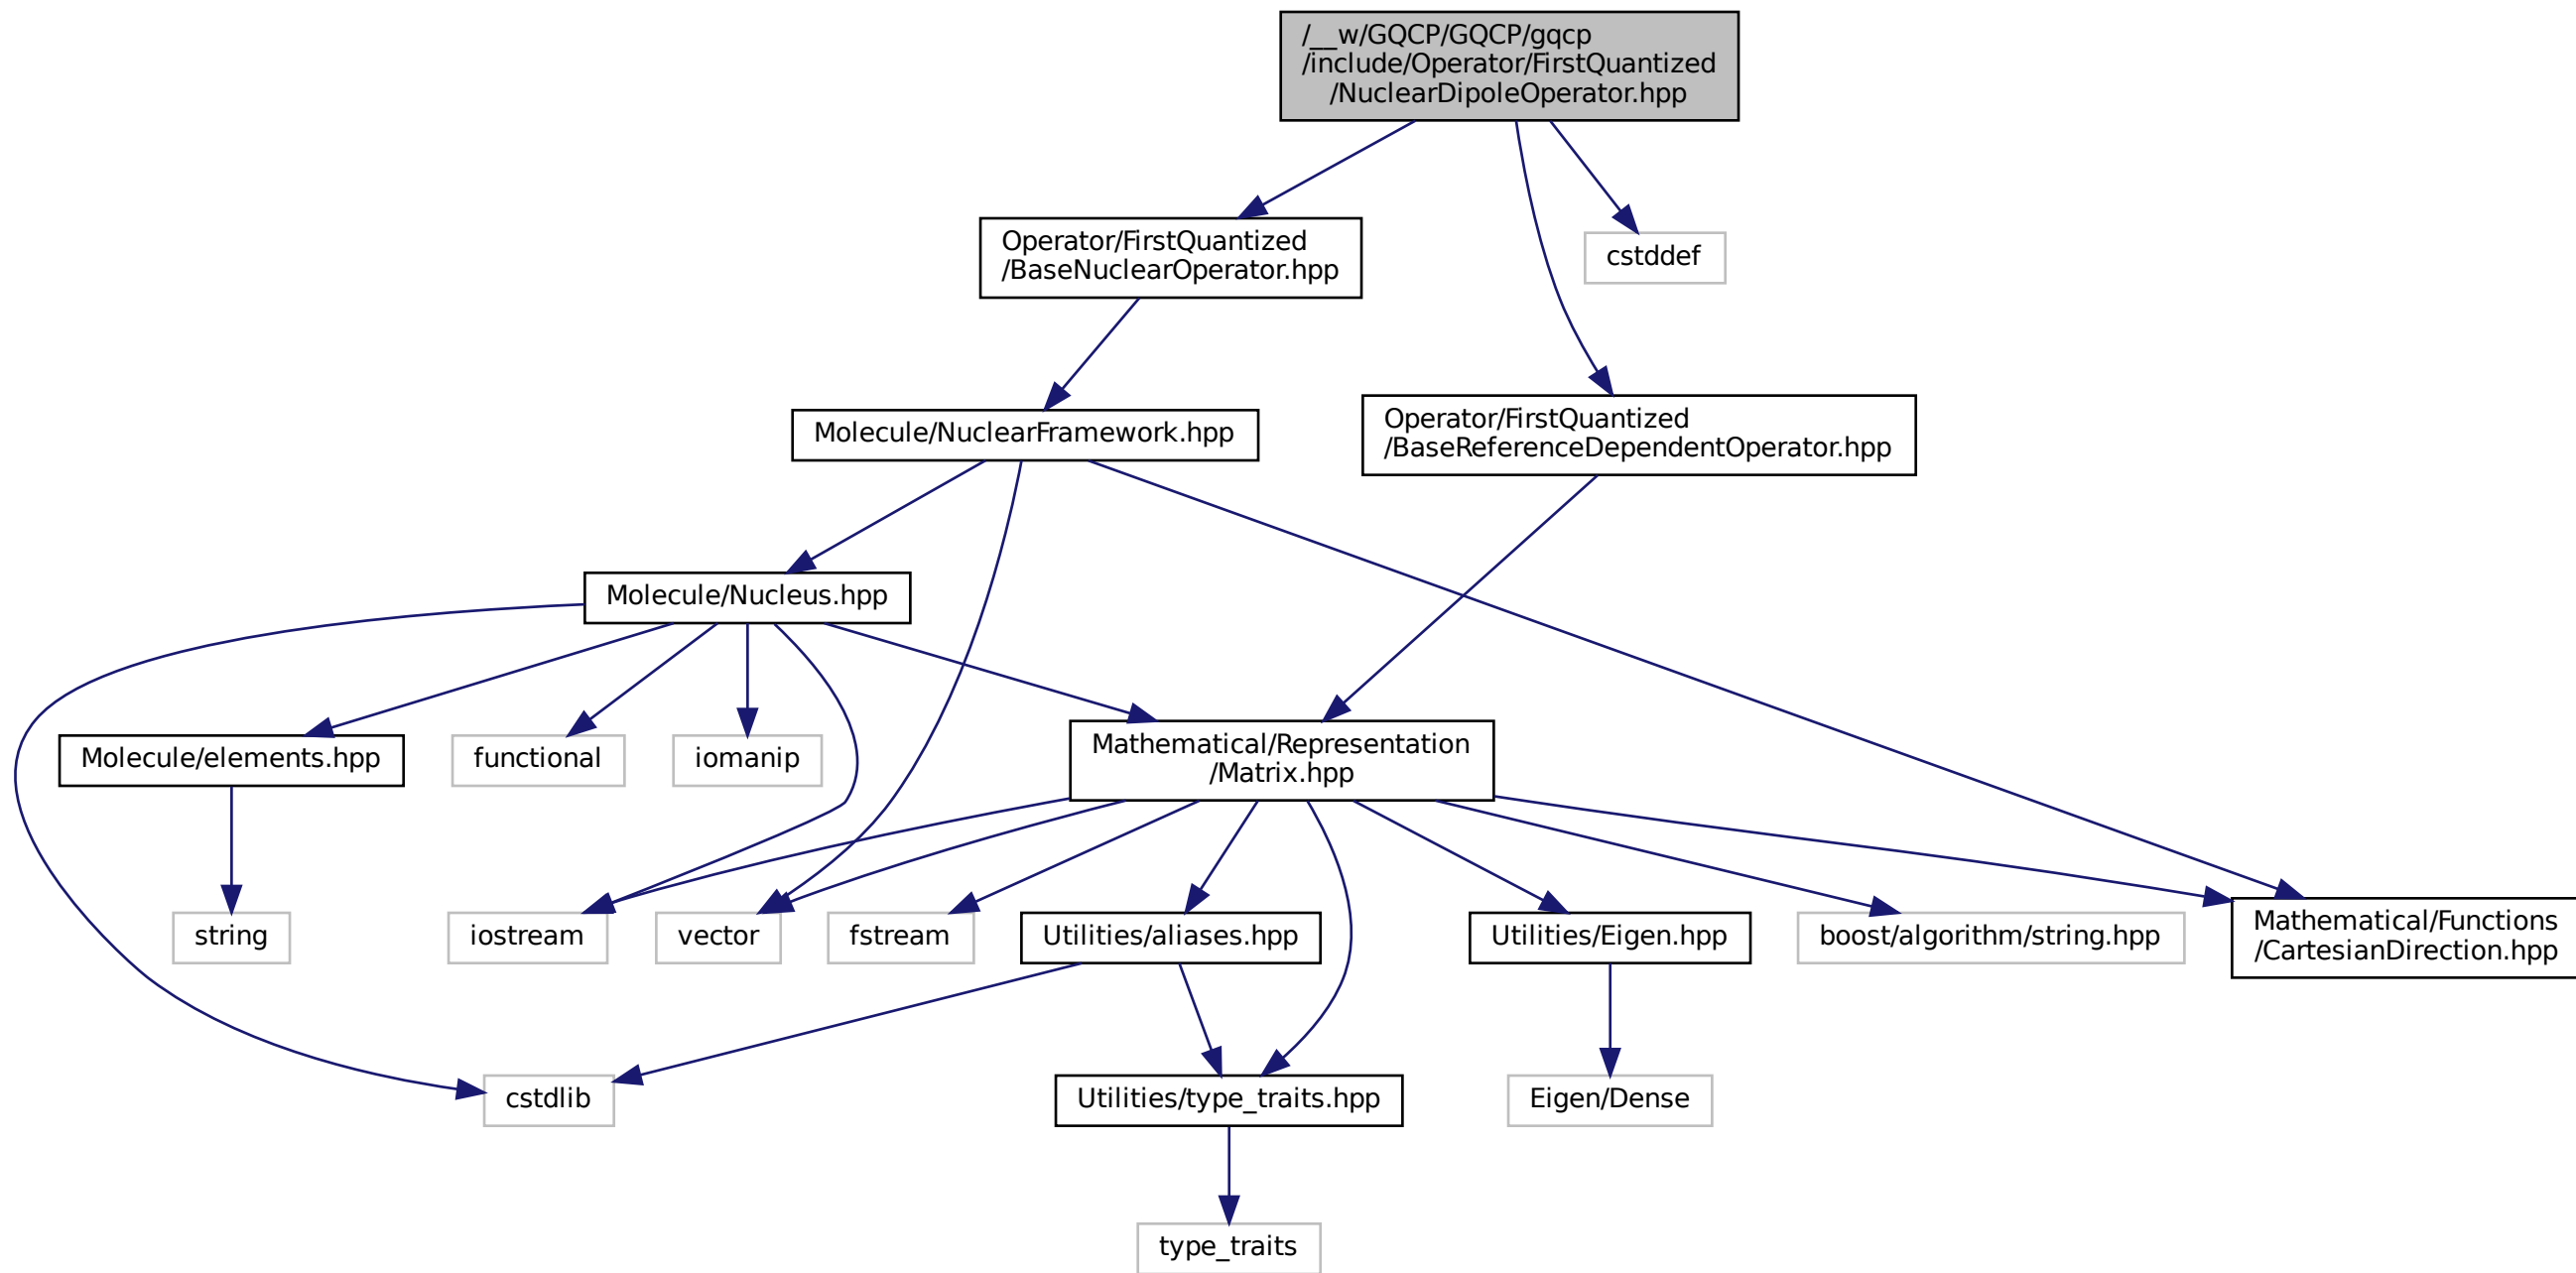 /__w/GQCP/GQCP/gqcp
/include/Operator/FirstQuantized
/NuclearDipoleOperator.hpp
Operator/FirstQuantized
/BaseNuclearOperator.hpp
cstddef
Molecule/NuclearFramework.hpp
Operator/FirstQuantized
/BaseReferenceDependentOperator.hpp
Molecule/Nucleus.hpp
Molecule/elements.hpp
functional
iomanip
Mathematical/Representation
/Matrix.hpp
string
iostream
vector
fstream
Utilities/aliases.hpp
Utilities/Eigen.hpp
boost/algorithm/string.hpp
Mathematical/Functions
/CartesianDirection.hpp
cstdlib
Utilities/type_traits.hpp
Eigen/Dense
type_traits